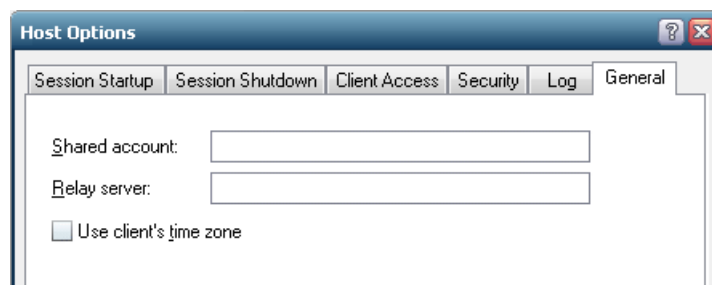 Host Options
Session Startup Session Shutdown Client Access Security Log General
Shared account:
Relay server:
Use client's time zone